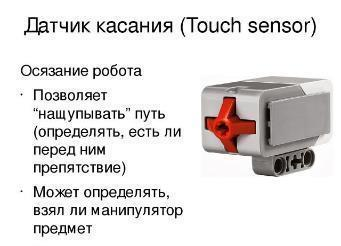 Датчик касания (Touch sensor)
Осязание робота
· Позволяет
“нащупывать” путь
(определять, есть ли
перед ним
препятствие)
· Может определять,
взял ли манипулятор
предмет